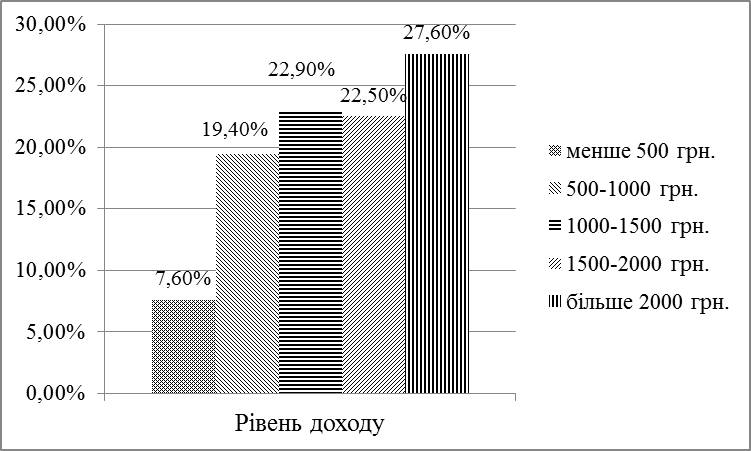 30,00%
25,00%
20,00%
15,00%
10,00%
5,00%
0,00%
7,60%
19,40%
22,90%
22,50%
27,60%
Рівень доходу
менше 500 грн.
500-1000 грн.
1000-1500 грн.
1500-2000 грн.
більше 2000 грн.